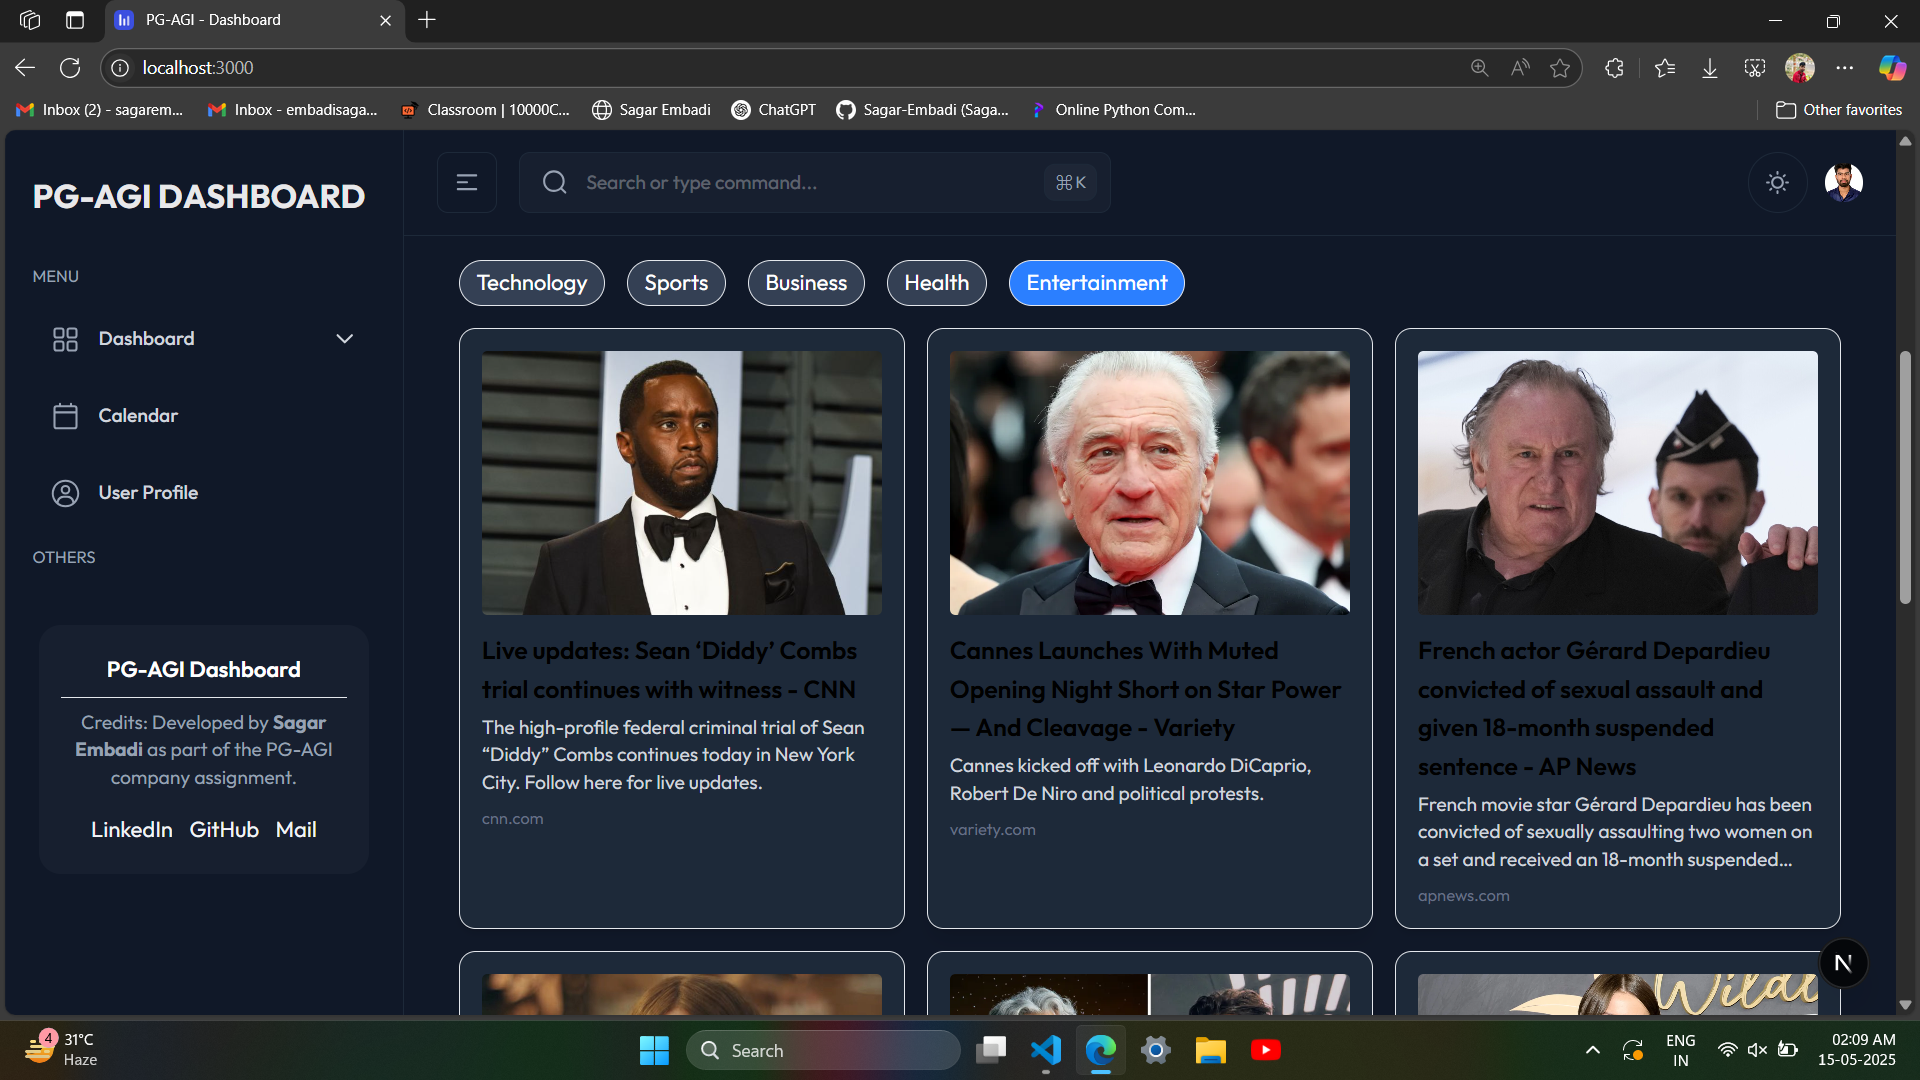 PG-AGI - Dashboard
localhost:3000
Inbox (2) - sagarem...
Inbox - embadisaga...
Classroom | 10000C...
Sagar Embadi
ChatGPT
Sagar-Embadi (Saga...
Online Python Com...
Other favorites
PG-AGI DASHBOARD
MENU
Dashboard
Calendar
User Profile
OTHERS
PG-AGI Dashboard
Credits: Developed by Sagar
Embadi as part of the PG-AGI
company assignment.
LinkedIn GitHub Mail
Search or type command...
⌘K
Technology
Sports
Business
Health
Entertainment
Live updates: Sean ‘Diddy’ Combs
trial continues with witness - CNN
The high-profile federal criminal trial of Sean
“Diddy” Combs continues today in New York
City. Follow here for live updates.
cnn.com
Cannes Launches With Muted
Opening Night Short on Star Power
— And Cleavage - Variety
Cannes kicked off with Leonardo DiCaprio,
Robert De Niro and political protests.
variety.com
French actor Gérard Depardieu
convicted of sexual assault and
given 18-month suspended
sentence - AP News
French movie star Gérard Depardieu has been
convicted of sexually assaulting two women on
a set and received an 18-month suspended...
apnews.com
N
4
31°C
Haze
Search
ENG
IN
02:09 AM
15-05-2025